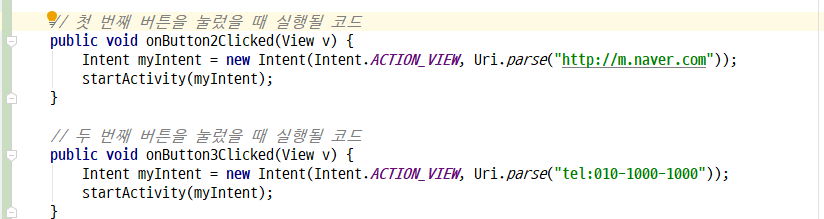 // 첫 번째 버튼을 눌렀을 때 실행될 코드
public void onButton2Clicked(View v) {
Intent myIntent = new Intent(Intent.ACTION_VIEW, Uri.parse("http://m.naver.com"));
startActivity(myIntent);
}
// 두 번째 버튼을 눌렀을 때 실행될 코드
public void onButton3Clicked(View v) {
Intent myIntent = new Intent(Intent.ACTION_VIEW, Uri.parse("tel:010-1000-1000"));
startActivity(myIntent);
}